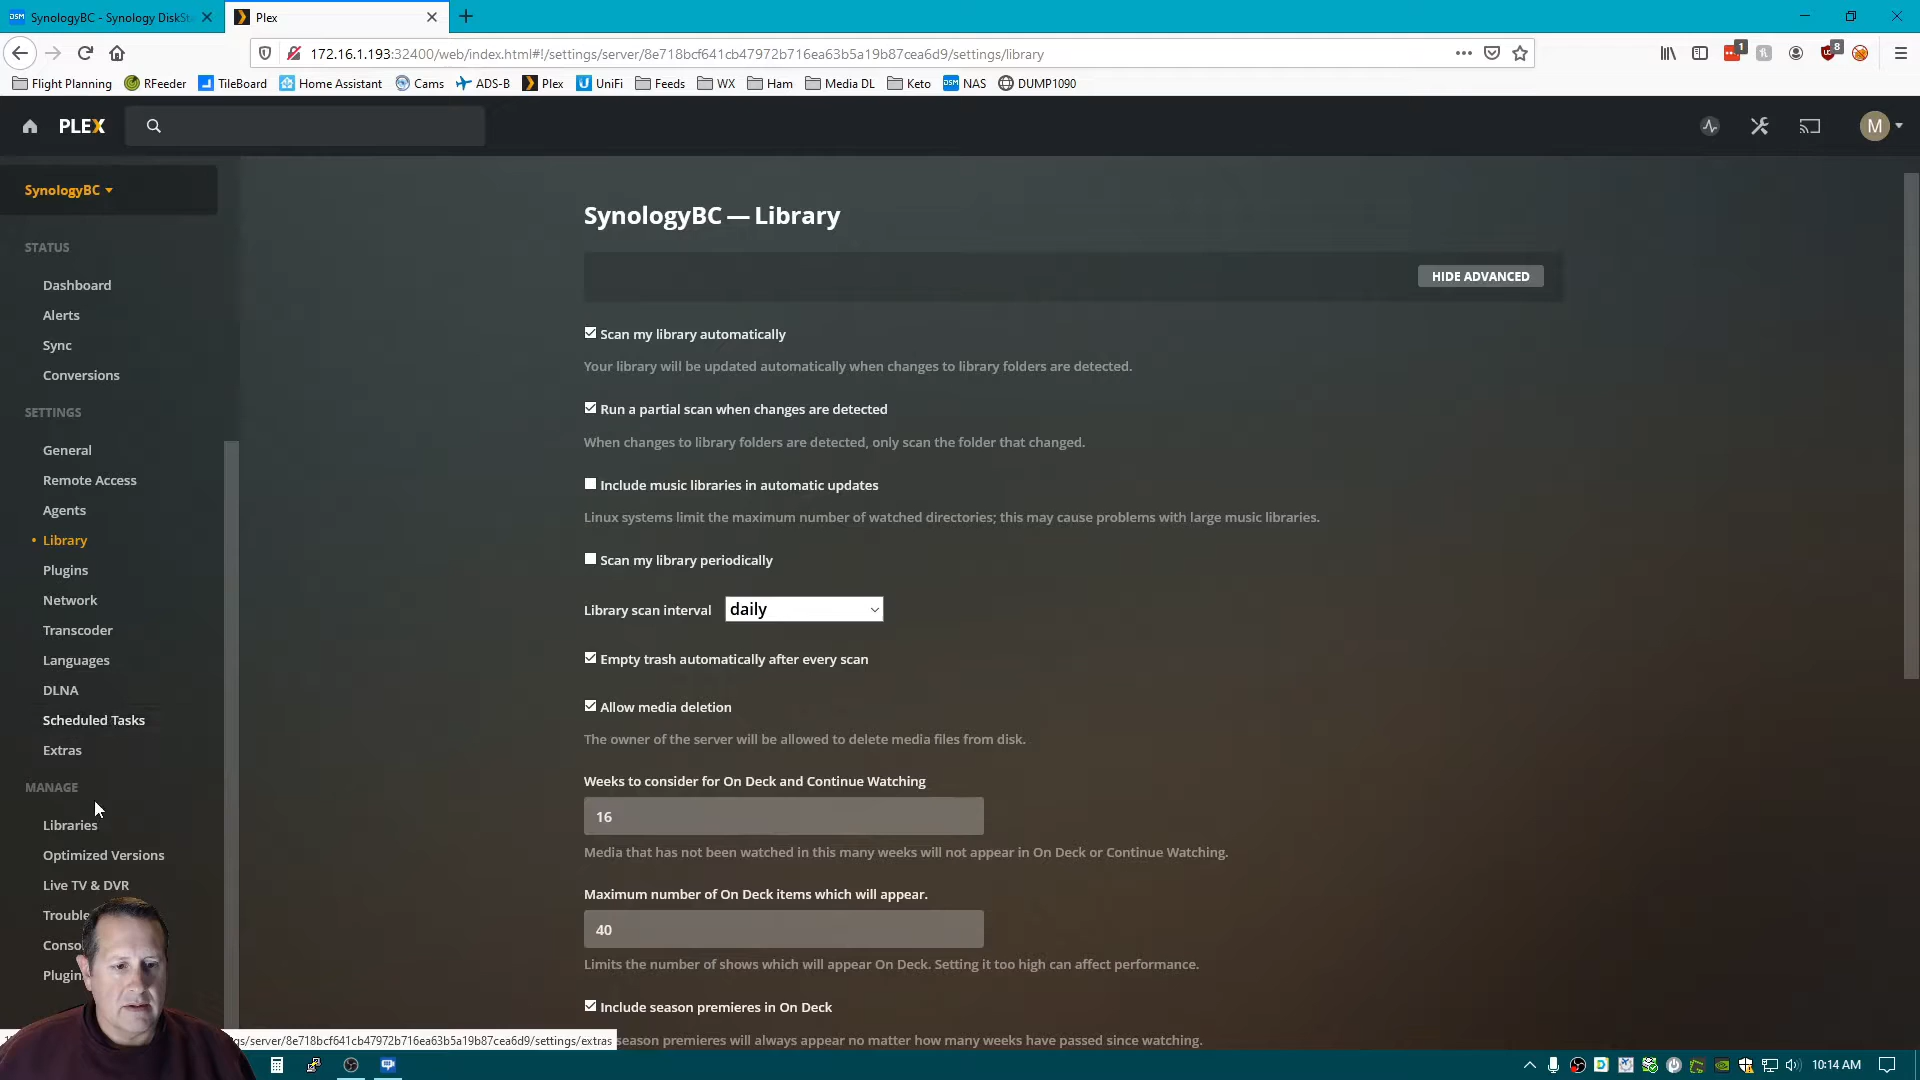 SynologyBC - Synology DiskSt
Plex
172.16.1.193:32400/web/index.html#!/settings/server/8e718bcf641cb47972b716ea63b5a19b87cea6d9/settings/library
1
8
Flight Planning
RFeeder
TileBoard
Home Assistant
Cams
ADS-B
Plex
UniFi
Feeds
WX
Ham
Media DL
Keto
NAS
DUMP1090
PLEX
M
SynologyBC
STATUS
Dashboard
Alerts
Sync
Conversions
SETTINGS
General
Remote Access
Agents
Library
Plugins
Network
Transcoder
Languages
DLNA
Scheduled Tasks
Extras
MANAGE
Libraries
Optimized Versions
Live TV & DVR
Trouble
Conso
Plugin
SynologyBC — Library
HIDE ADVANCED
Scan my library automatically
Your library will be updated automatically when changes to library folders are detected.
Run a partial scan when changes are detected
When changes to library folders are detected, only scan the folder that changed.
Include music libraries in automatic updates
Linux systems limit the maximum number of watched directories; this may cause problems with large music libraries.
Scan my library periodically
Library scan interval daily
Empty trash automatically after every scan
Allow media deletion
The owner of the server will be allowed to delete media files from disk.
Weeks to consider for On Deck and Continue Watching
16
Media that has not been watched in this many weeks will not appear in On Deck or Continue Watching.
Maximum number of On Deck items which will appear.
40
Limits the number of shows which will appear On Deck. Setting it too high can affect performance.
Include season premieres in On Deck
season premieres will always appear no matter how many weeks have passed since watching.
gs/server/8e718bcf641cb47972b716ea63b5a19b87cea6d9/settings/extras
10:14 AM